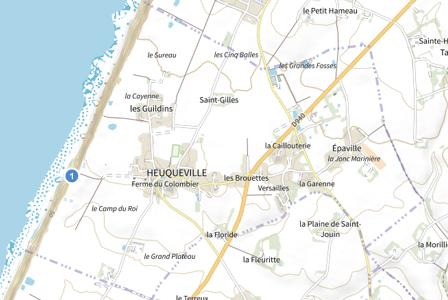 le Petit Hameau
Sainte-H
Ta
le Sureau
les Cinq Balles
les Grandes Fosses
la Cayenne
les Guildins
Saint-Gilles
D940
la Caillouterie
Épaville
la Jonc Marinière
1
HEUQUEVILLE
les Brouettes
Ferme du Colombier
Versailles
la Garenne
le Camp du Roi
50
la Plaine de Saint-
Jouin
la Floride
la Morilli
le Grand Plateau
la Fleuritte
le Terreux